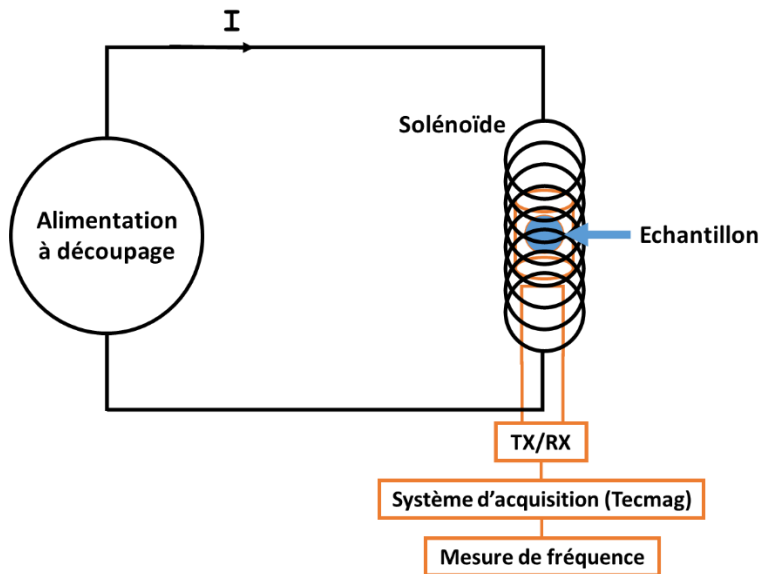 I
Solénoïde
Alimentation
à découpage
Echantillon
TX/RX
Système d'acquisition (Tecmag)
Mesure de fréquence